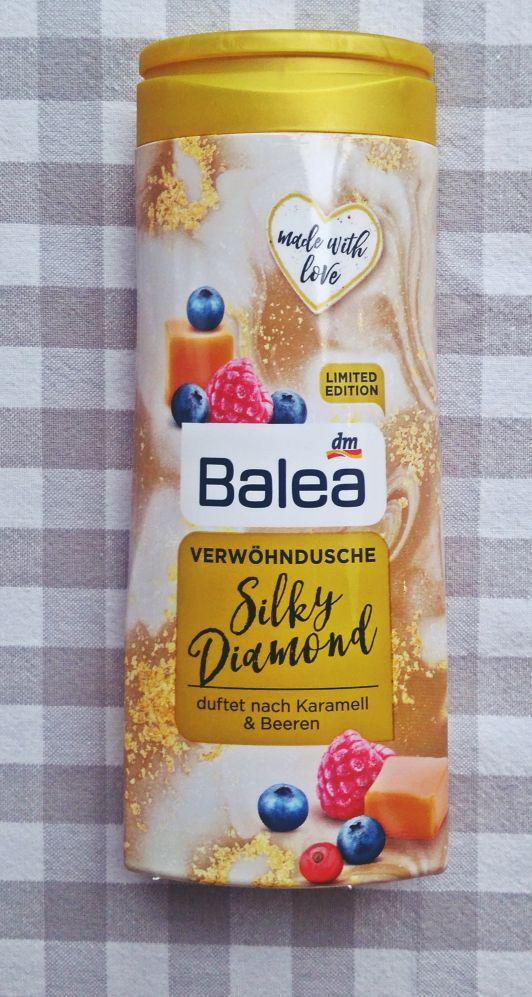 made with
love
LIMITED
EDITION
dm
Balea
VERWÖHNDUSCHE
Silky
Diamond
duftet nach Karamell
& Beeren